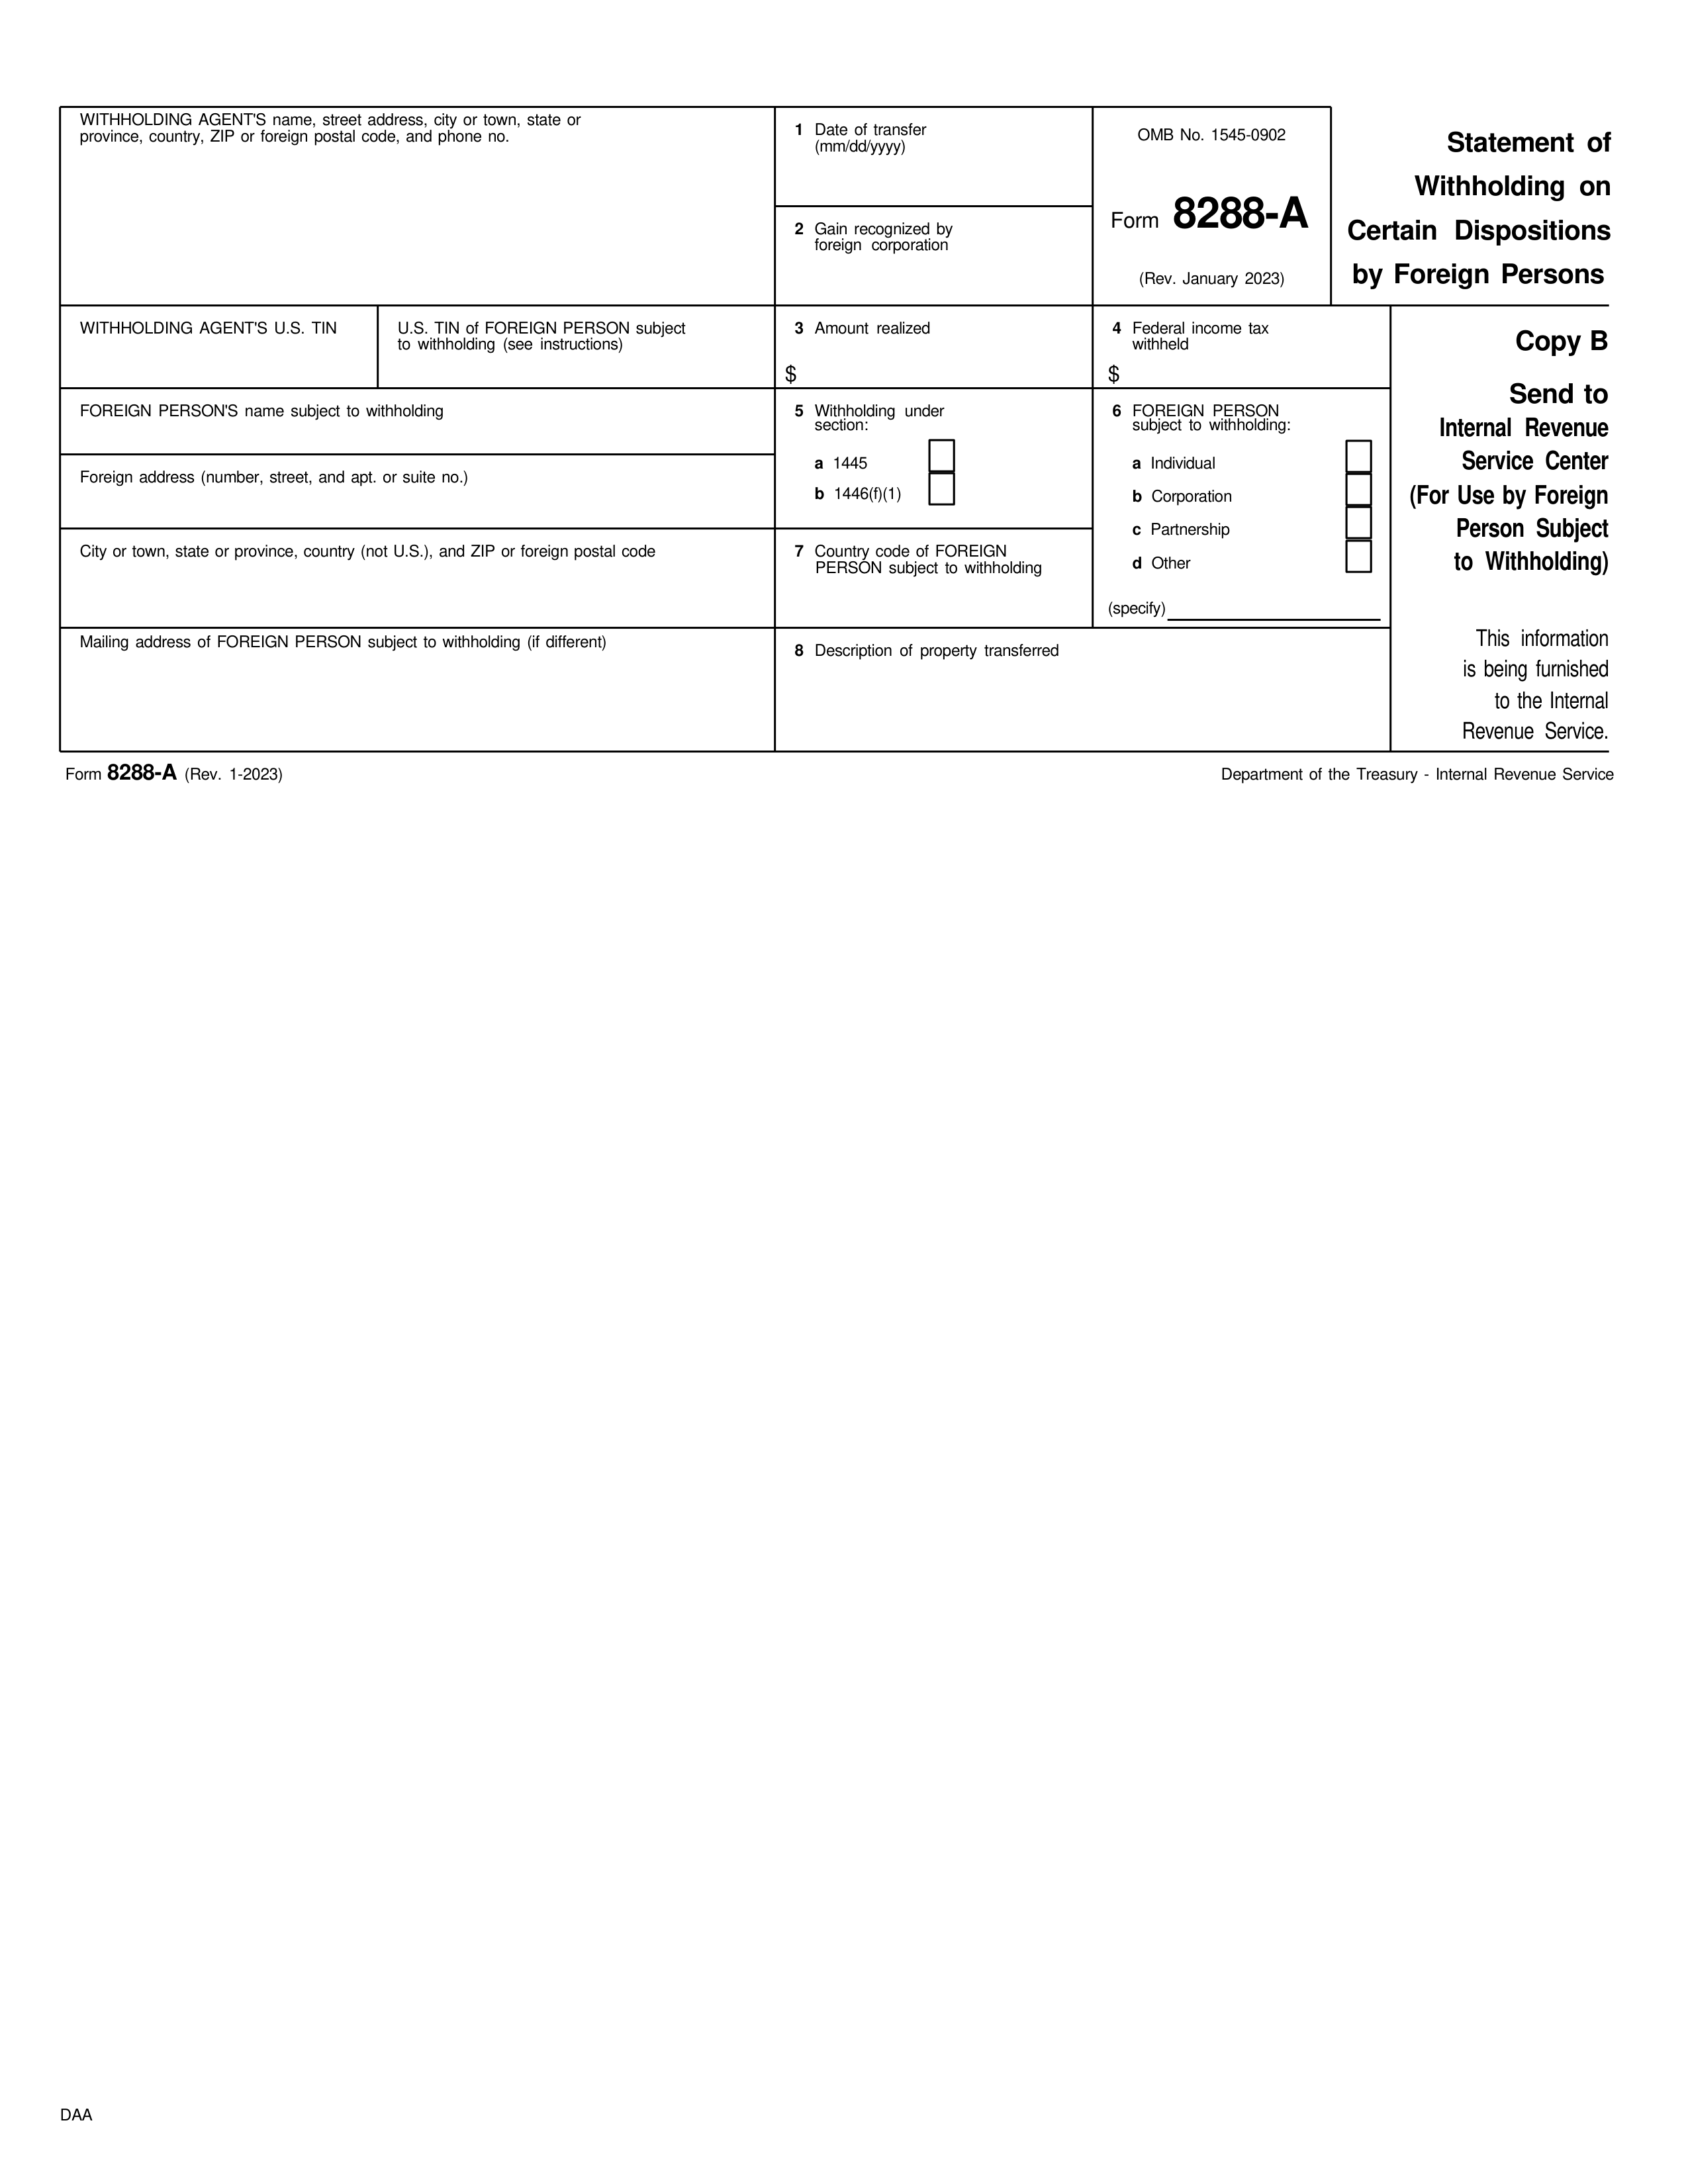 WITHHOLDING AGENT'S name, street address, city or town, state or
province, country, ZIP or foreign postal code, and phone no.
1 Date of transfer
(mm/dd/yyyy)
2 Gain recognized by
foreign corporation
OMB No. 1545-0902
Form 8288-A
(Rev. January 2023)
Statement of
Withholding on
Certain Dispositions
by Foreign Persons
WITHHOLDING AGENT'S U.S. TIN
U.S. TIN of FOREIGN PERSON subject
to withholding (see instructions)
3 Amount realized
$
4 Federal income tax
withheld
$
Copy B
Send to
Internal Revenue
Service Center
(For Use by Foreign
Person Subject
to Withholding)
This information
is being furnished
to the Internal
Revenue Service.
FOREIGN PERSON'S name subject to withholding
Foreign address (number, street, and apt. or suite no.)
City or town, state or province, country (not U.S.), and ZIP or foreign postal code
5 Withholding under
section:
a 1445
b 1446(f)(1)
6 FOREIGN PERSON
subject to withholding:
a Individual
b Corporation
c Partnership
d Other
(specify)
7 Country code of FOREIGN
PERSON subject to withholding
Mailing address of FOREIGN PERSON subject to withholding (if different)
8 Description of property transferred
Form 8288-A (Rev. 1-2023)
Department of the Treasury - Internal Revenue Service
DAA